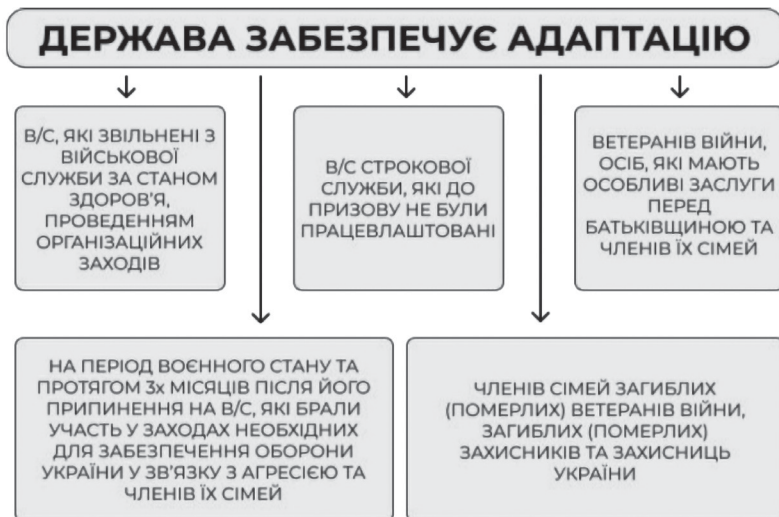 ДЕРЖАВА ЗАБЕЗПЕЧУЄ АДАПТАЦІЮ
В/С, ЯКІ ЗВІЛЬНЕНІ З
ВІЙСЬКОВОЇ
СЛУЖБИ ЗА СТАНОМ
ЗДОРОВ'Я,
ПРОВЕДЕННЯМ
ОРГАНІЗАЦІЙНИХ
ЗАХОДІВ
В/С СТРОКОВОЇ
СЛУЖБИ, ЯКІ ДО
ПРИЗОВУ НЕ БУЛИ
ПРАЦЕВЛАШТОВАНІ
ВЕТЕРАНІВ ВІЙНИ,
ОСІБ, ЯКІ МАЮТЬ
ОСОБЛИВІ ЗАСЛУГИ
ПЕРЕД
БАТЬКІВЩИНОЮ ТА
ЧЛЕНІВ ЇХ СІМЕЙ
НА ПЕРІОД ВОЄННОГО СТАНУ ТА
ПРОТЯГОМ 3х МІСЯЦІВ ПІСЛЯ ЙОГО
ПРИПИНЕННЯ НА В/С, ЯКІ БРАЛИ
УЧАСТЬ У ЗАХОДАХ НЕОБХІДНИХ
ДЛЯ ЗАБЕЗПЕЧЕННЯ ОБОРОНИ
УКРАЇНИ У ЗВ'ЯЗКУ З АГРЕСІЄЮ ТА
ЧЛЕНІВ ЇХ СІМЕЙ
ЧЛЕНІВ СІМЕЙ ЗАГИБЛИХ
(ПОМЕРЛИХ) ВЕТЕРАНІВ ВІЙНИ,
ЗАГИБЛИХ (ПОМЕРЛИХ)
ЗАХИСНИКІВ ТА ЗАХИСНИЦЬ
УКРАЇНИ